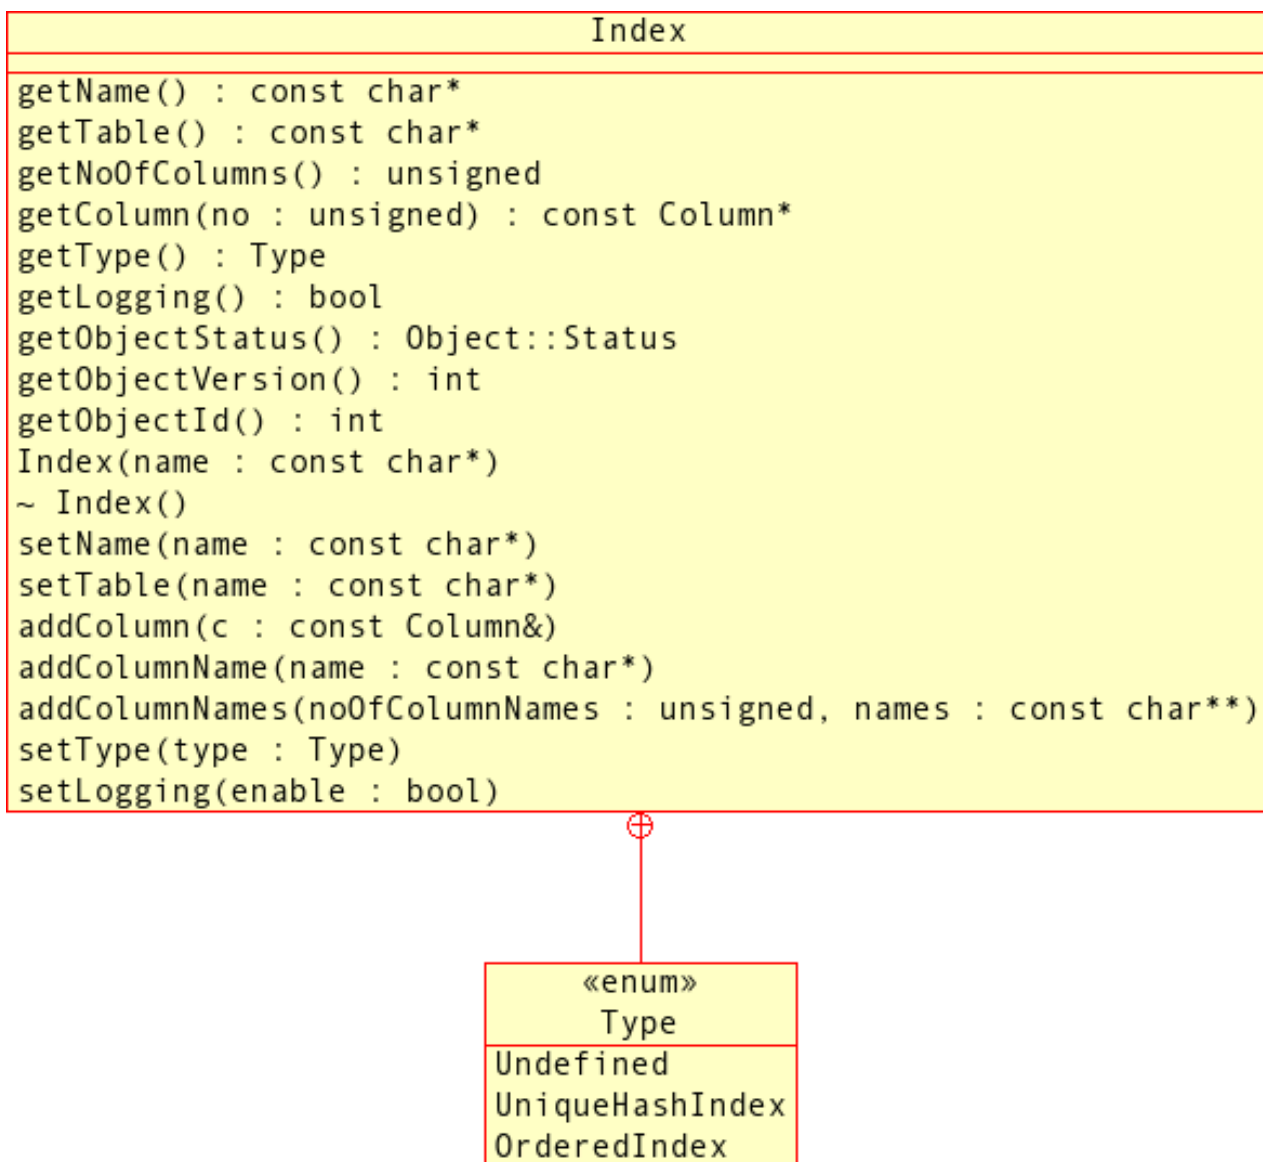 Index
getName() : const char*
getTable() : const char*
getNoOfColumns() : unsigned
getColumn(no : unsigned) : const Column*
getType() : Type
getLogging() : bool
getObjectStatus() : Object::Status
getObjectVersion() : int
getObjectId() : int
Index(name : const char*)
~ Index()
setName(name : const char*)
setTable(name : const char*)
addColumn(c : const Column&)
addColumnName(name : const char*)
addColumnNames(noOfColumnNames : unsigned, names : const char**)
setType(type : Type)
setLogging(enable : bool)
«enum»
Type
Undefined
UniqueHashIndex
OrderedIndex